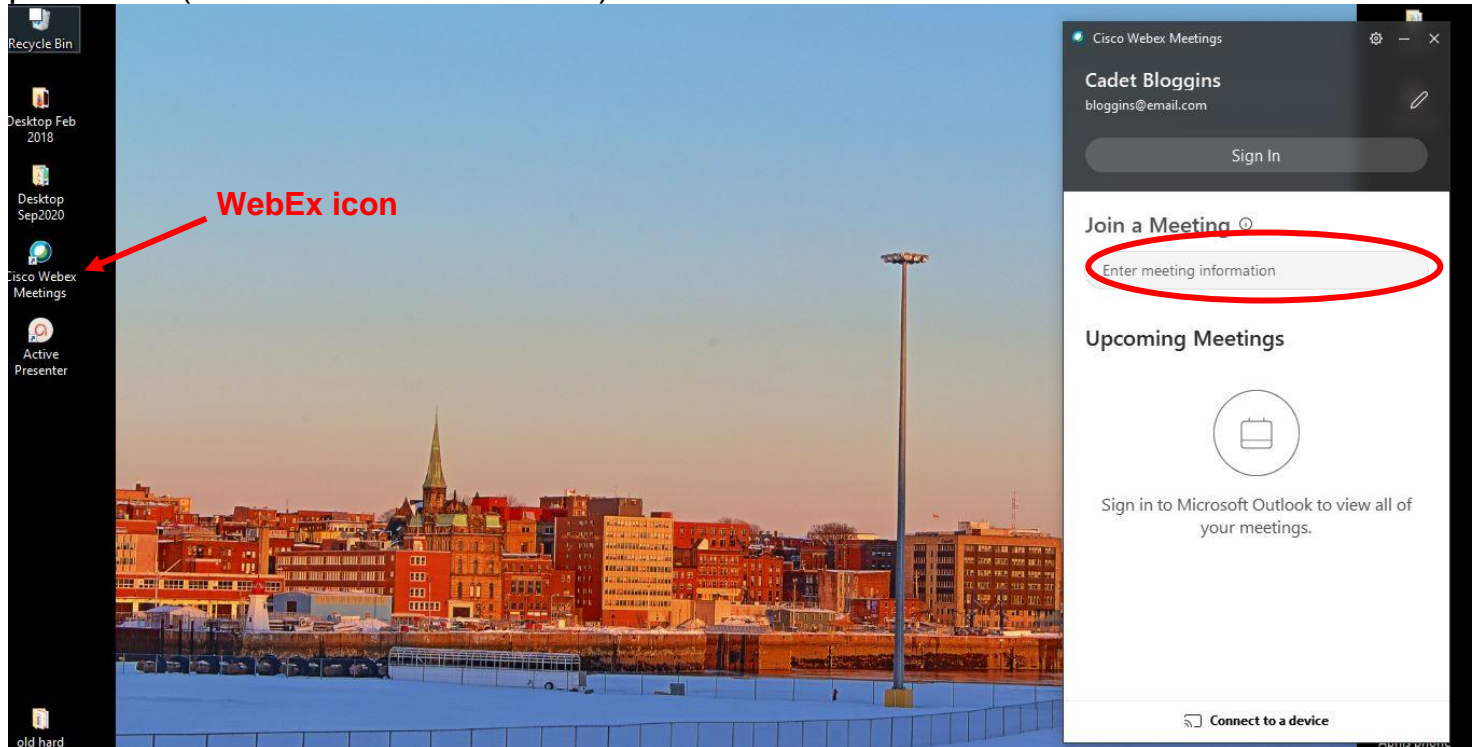 Recycle Bin
Desktop Feb
2018
Desktop
Sep2020
WebEx icon
Cisco Webex
Meetings
Active
Presenter
old hard
Cisco Webex Meetings
Cadet Bloggins
bloggins@email.com
Sign In
Join a Meeting
Enter meeting information
Upcoming Meetings
Sign in to Microsoft Outlook to view all of
your meetings.
Connect to a device